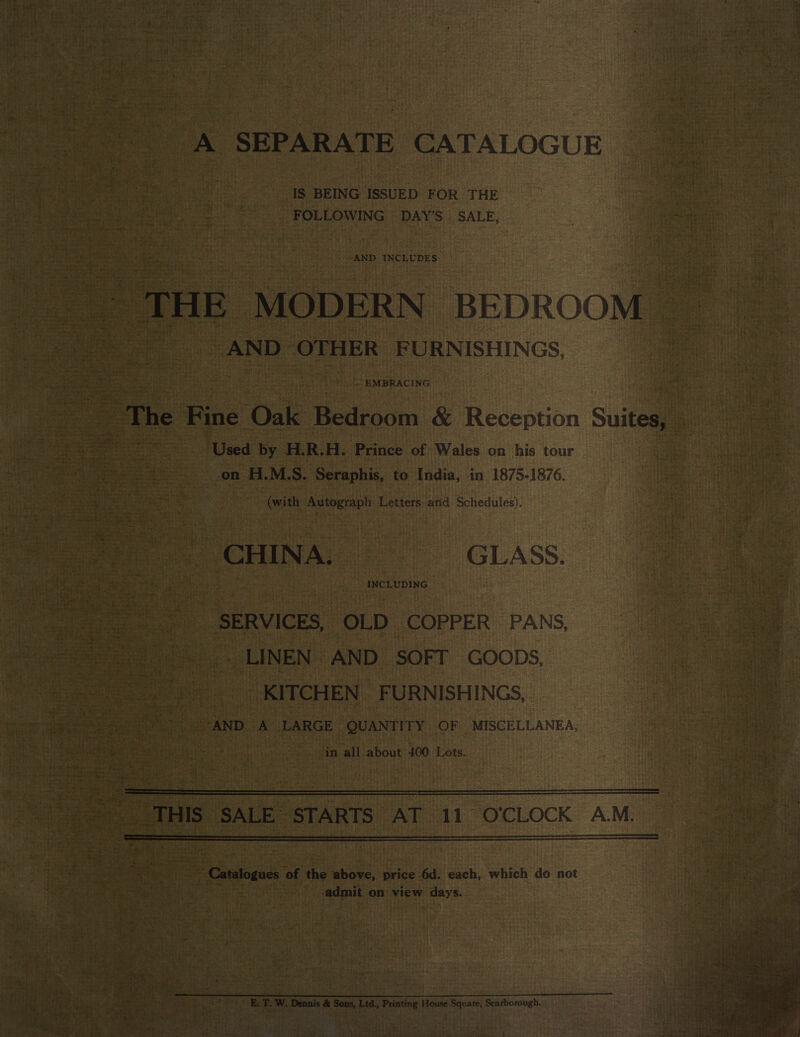 A SEPARATE CATALOGUE
IS BEING ISSUED FOR THE
FOLLOWING DAY'S SALE,
AND INCLUDES
THE MODERN BEDROOM
AND OTHER FURNISHINGS,
EMBRACING
The Fine Oak Bedroom & Reception Suites,
Used by H.R.H. Prince of Wales on his tour
on H.M.S. Seraphis, to India, in 1875-1876.
(with Autograph Letters and Schedules).
CHINA. GLASS.
INCLUDING
SERVICES, OLD COPPER PANS,
LINEN AND SOFT GOODS,
KITCHEN FURNISHINGS,
AND A LARGE QUANTITY OF MISCELLANEA,
in all about 400 Lots.
THIS SALE STARTS AT 11 O'CLOCK A.M.
Catalogues of the above, price 6d. each, which do not
admit on view days.
E. T. W. Dennis & Sons, Ltd., Printing House Square, Scarborough.